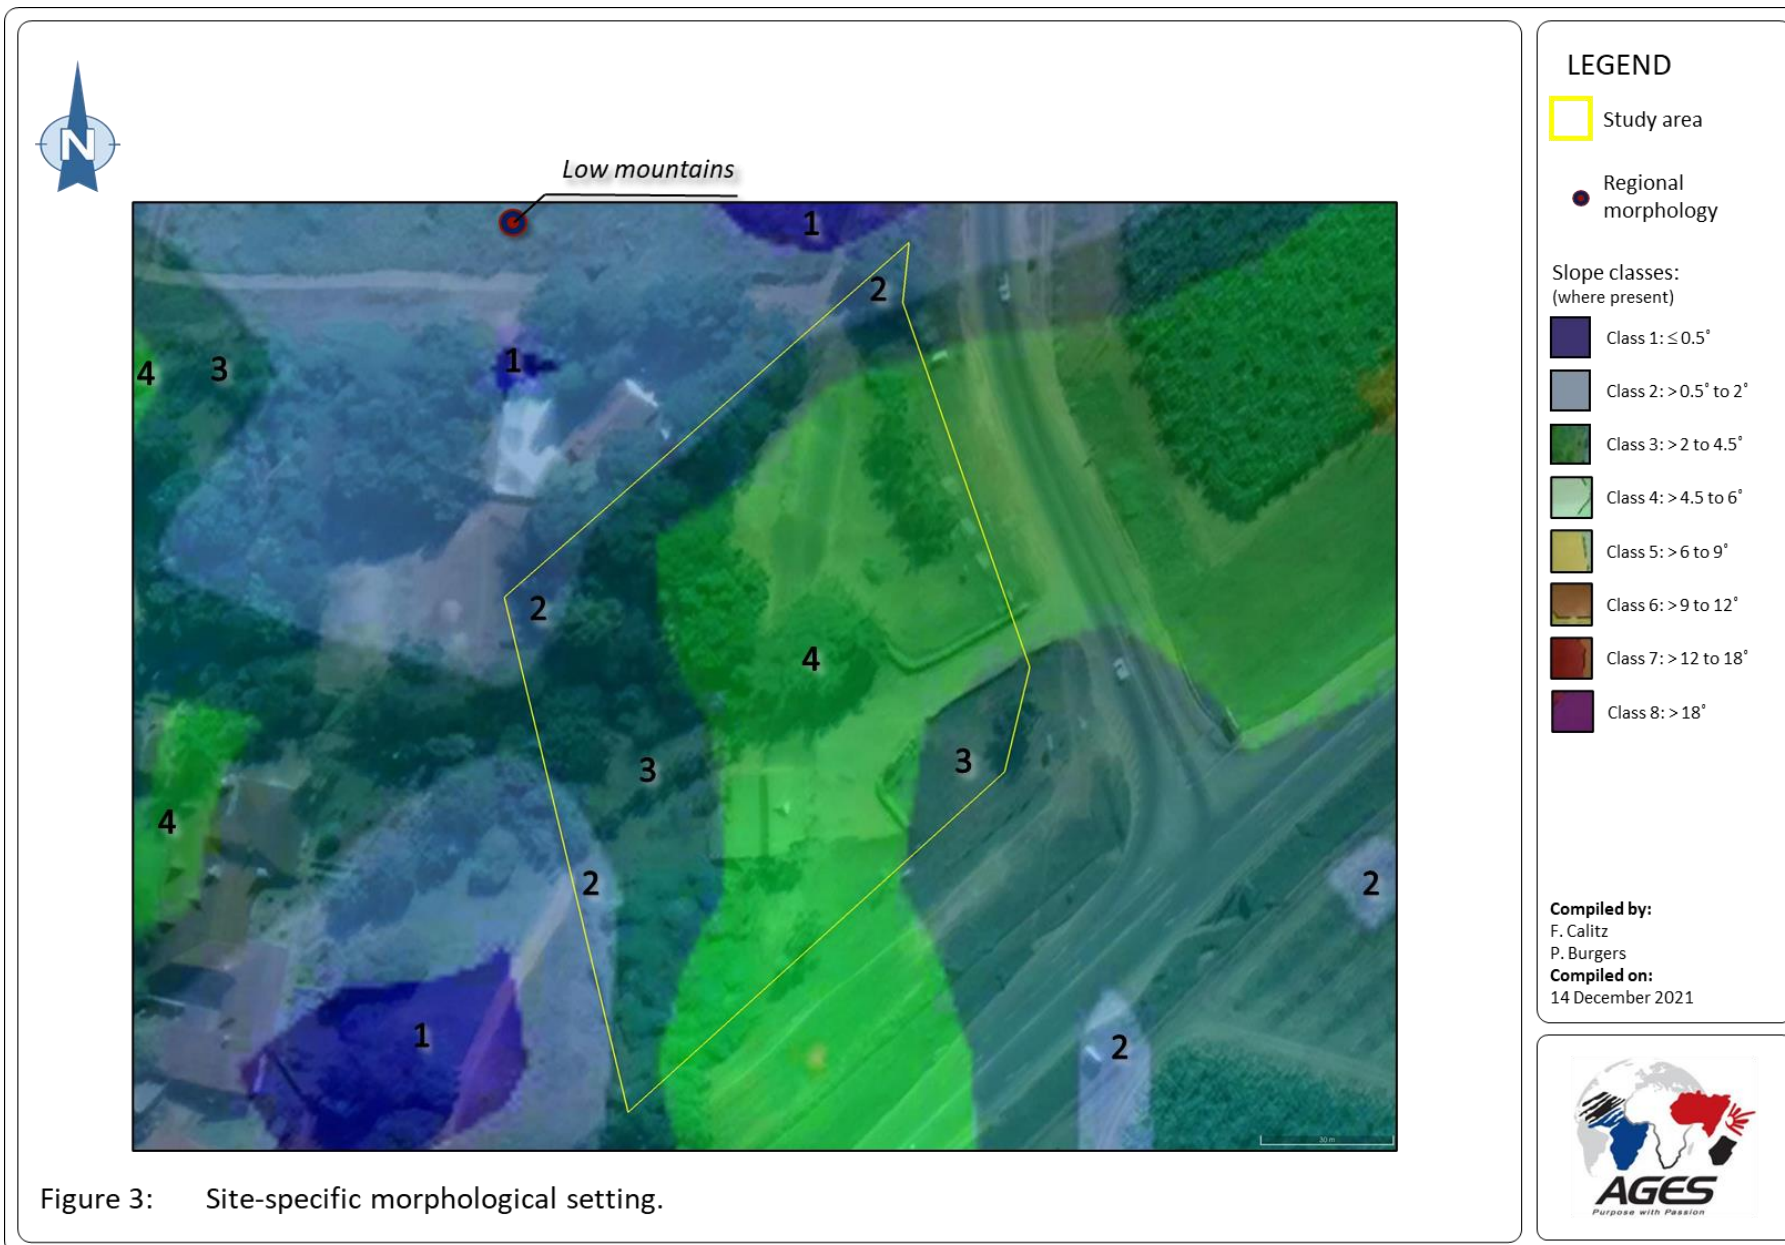 N
Low mountains
1
2
1
4
3
2
4
3
3
4
2
2
1
2
30 m
Figure 3: Site-specific morphological setting.
LEGEND
Study area
Regional
morphology
Slope classes:
(where present)
Class 1: ≤ 0.5°
Class 2: > 0.5° to 2°
Class 3: > 2 to 4.5°
Class 4: > 4.5 to 6°
Class 5: > 6 to 9°
Class 6: > 9 to 12°
Class 7: > 12 to 18°
Class 8: > 18°
Compiled by:
F. Calitz
P. Burgers
Compiled on:
14 December 2021
AGES
Purpose with Passion